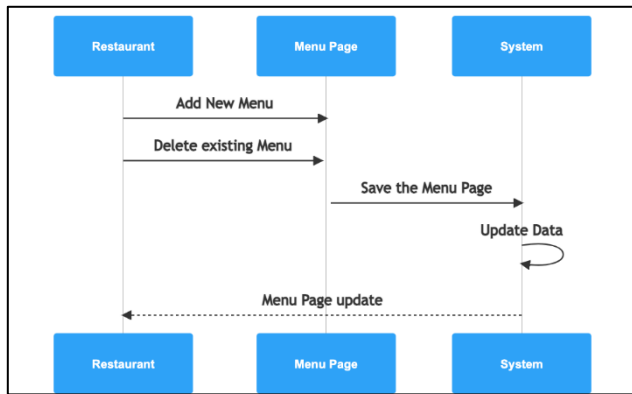 Restaurant Menu Page System
Add New Menu
Delete existing Menu
Save the Menu Page
Update Data
Menu Page update
Restaurant Menu Page System